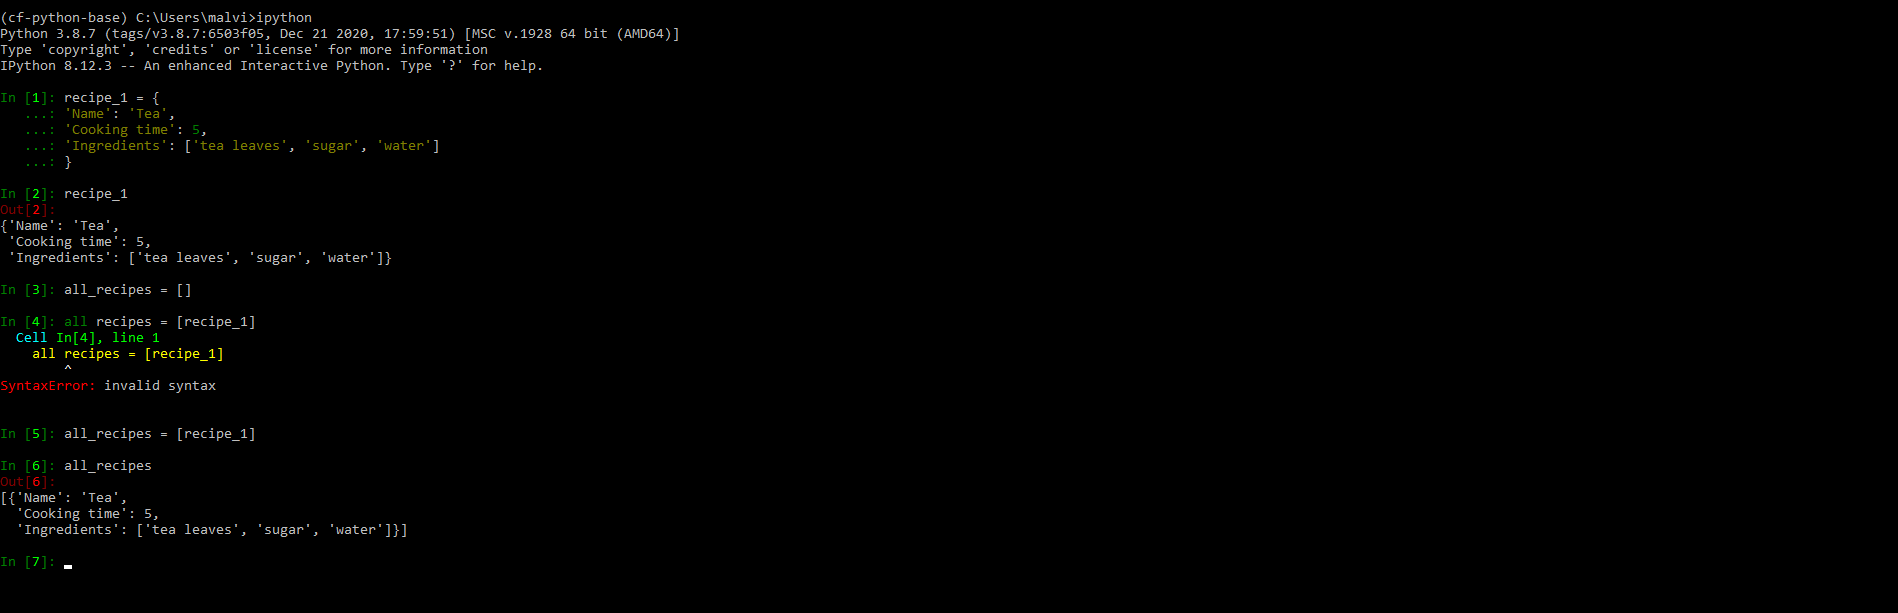 (cf-python-base) C:\Users\malvi>ipython
Python 3.8.7 (tags/v3.8.7:6503f05, Dec 21 2020, 17:59:51) [MSC v.1928 64 bit (AMD64)]
Type 'copyright', 'credits' or 'license' for more information
IPython 8.12.3 -- An enhanced Interactive Python. Type '?' for help.
In [1]: recipe_1 = {
   ...: 'Name': 'Tea',
   ...: 'Cooking time': 5,
   ...: 'Ingredients': ['tea leaves', 'sugar', 'water']
   ...: }
In [2]: recipe_1
Out[2]:
{'Name': 'Tea',
 'Cooking time': 5,
 'Ingredients': ['tea leaves', 'sugar', 'water']}
In [3]: all_recipes = []
In [4]: all recipes = [recipe_1]
  Cell In[4], line 1
    all recipes = [recipe_1]
        ^
SyntaxError: invalid syntax
In [5]: all_recipes = [recipe_1]
In [6]: all_recipes
Out[6]:
[{'Name': 'Tea',
  'Cooking time': 5,
  'Ingredients': ['tea leaves', 'sugar', 'water']}]
In [7]: